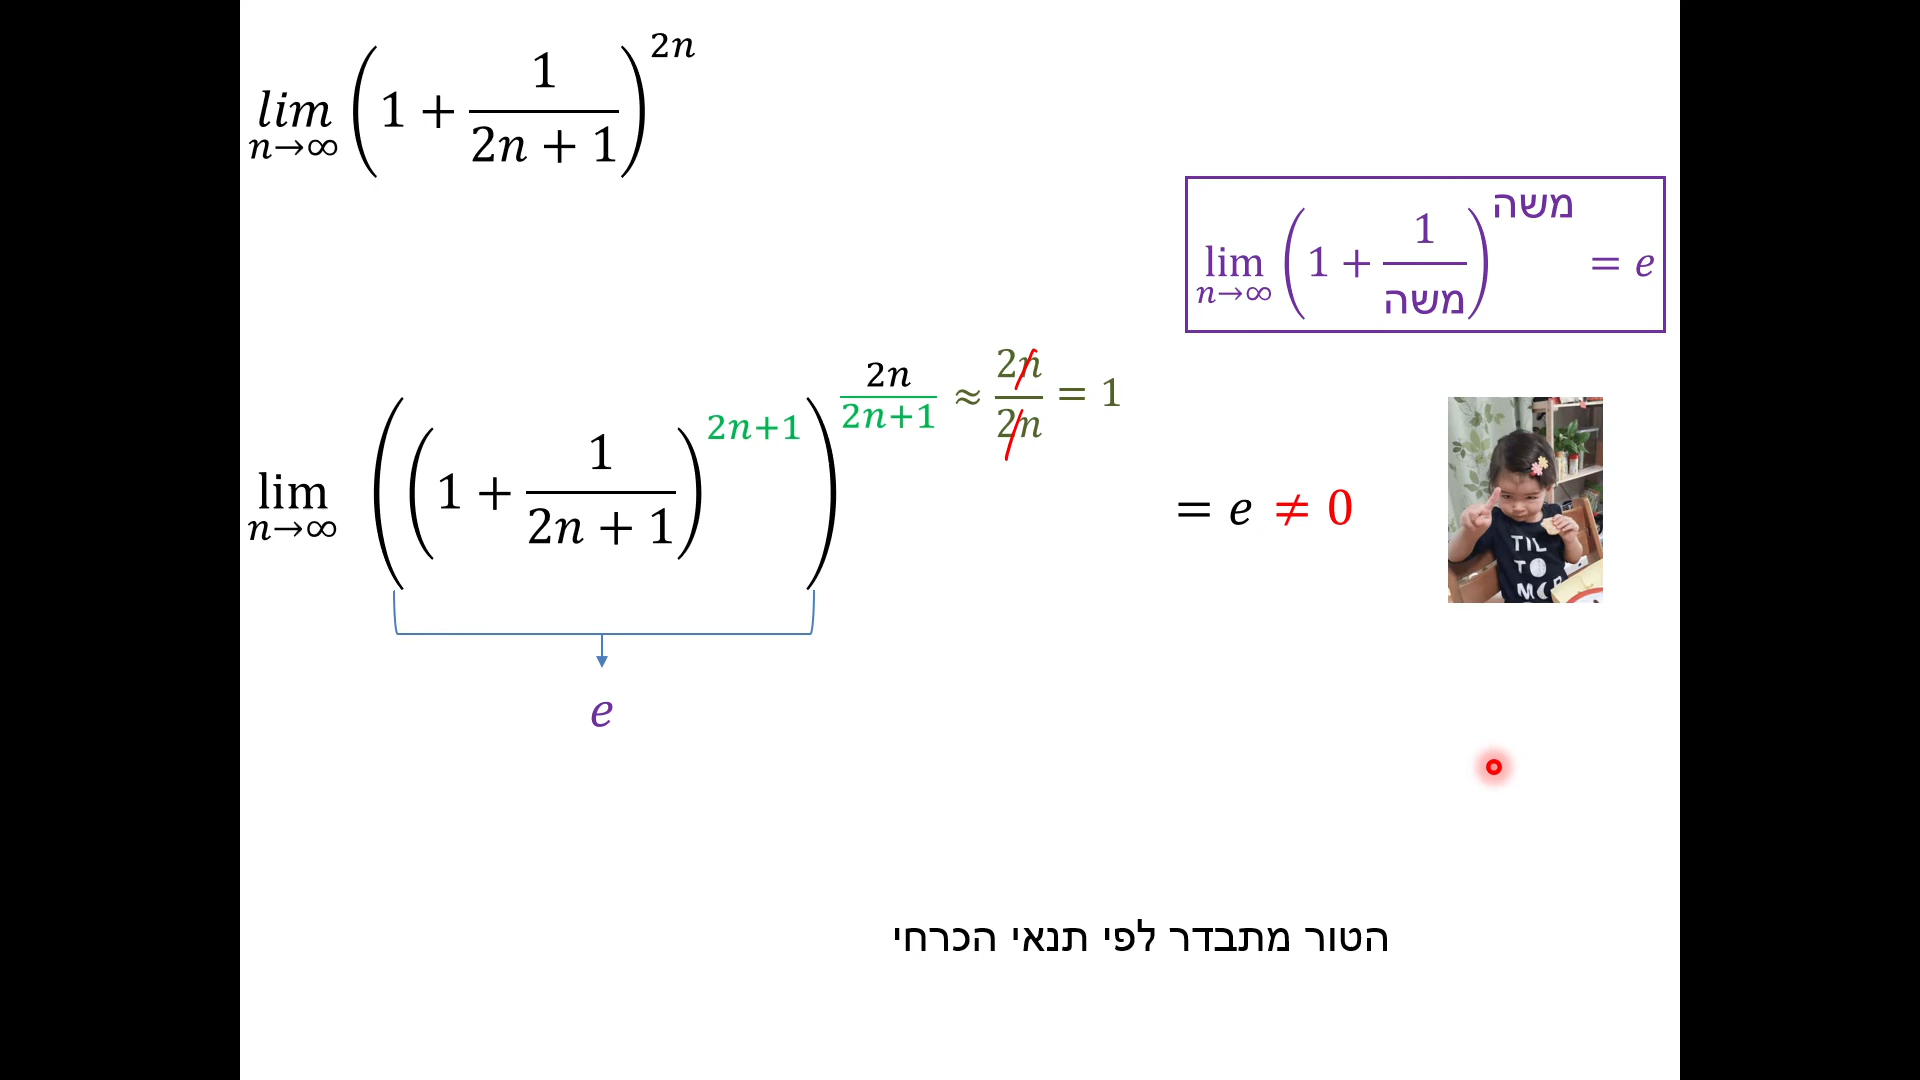 lim n→∞ (1 + 1/(2n + 1))^2n
lim n→∞ (1 + 1/משה)^משה = e
lim n→∞ ((1 + 1/(2n + 1))^(2n+1))^(2n/(2n+1)) ≈ 2n/2n = 1
= e ≠ 0
TIL
TO
e
הטור מתבדר לפי תנאי הכרחי